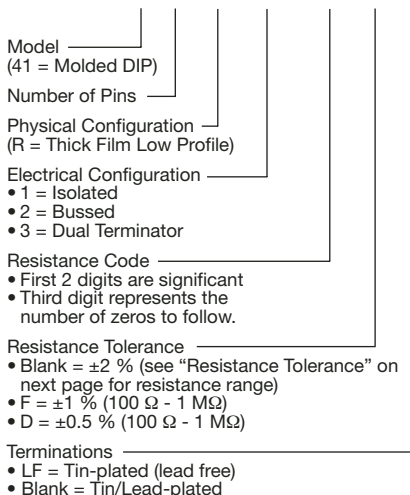 Model
(41 = Molded DIP)
Number of Pins
Physical Configuration
(R = Thick Film Low Profile)
Electrical Configuration
• 1 = Isolated
• 2 = Bussed
• 3 = Dual Terminator
Resistance Code
• First 2 digits are significant
• Third digit represents the
number of zeros to follow.
Resistance Tolerance
• Blank = ±2 % (see “Resistance Tolerance” on
next page for resistance range)
• F = ±1 % (100 Ω - 1 MΩ)
• D = ±0.5 % (100 Ω - 1 MΩ)
Terminations
• LF = Tin-plated (lead free)
• Blank = Tin/Lead-plated